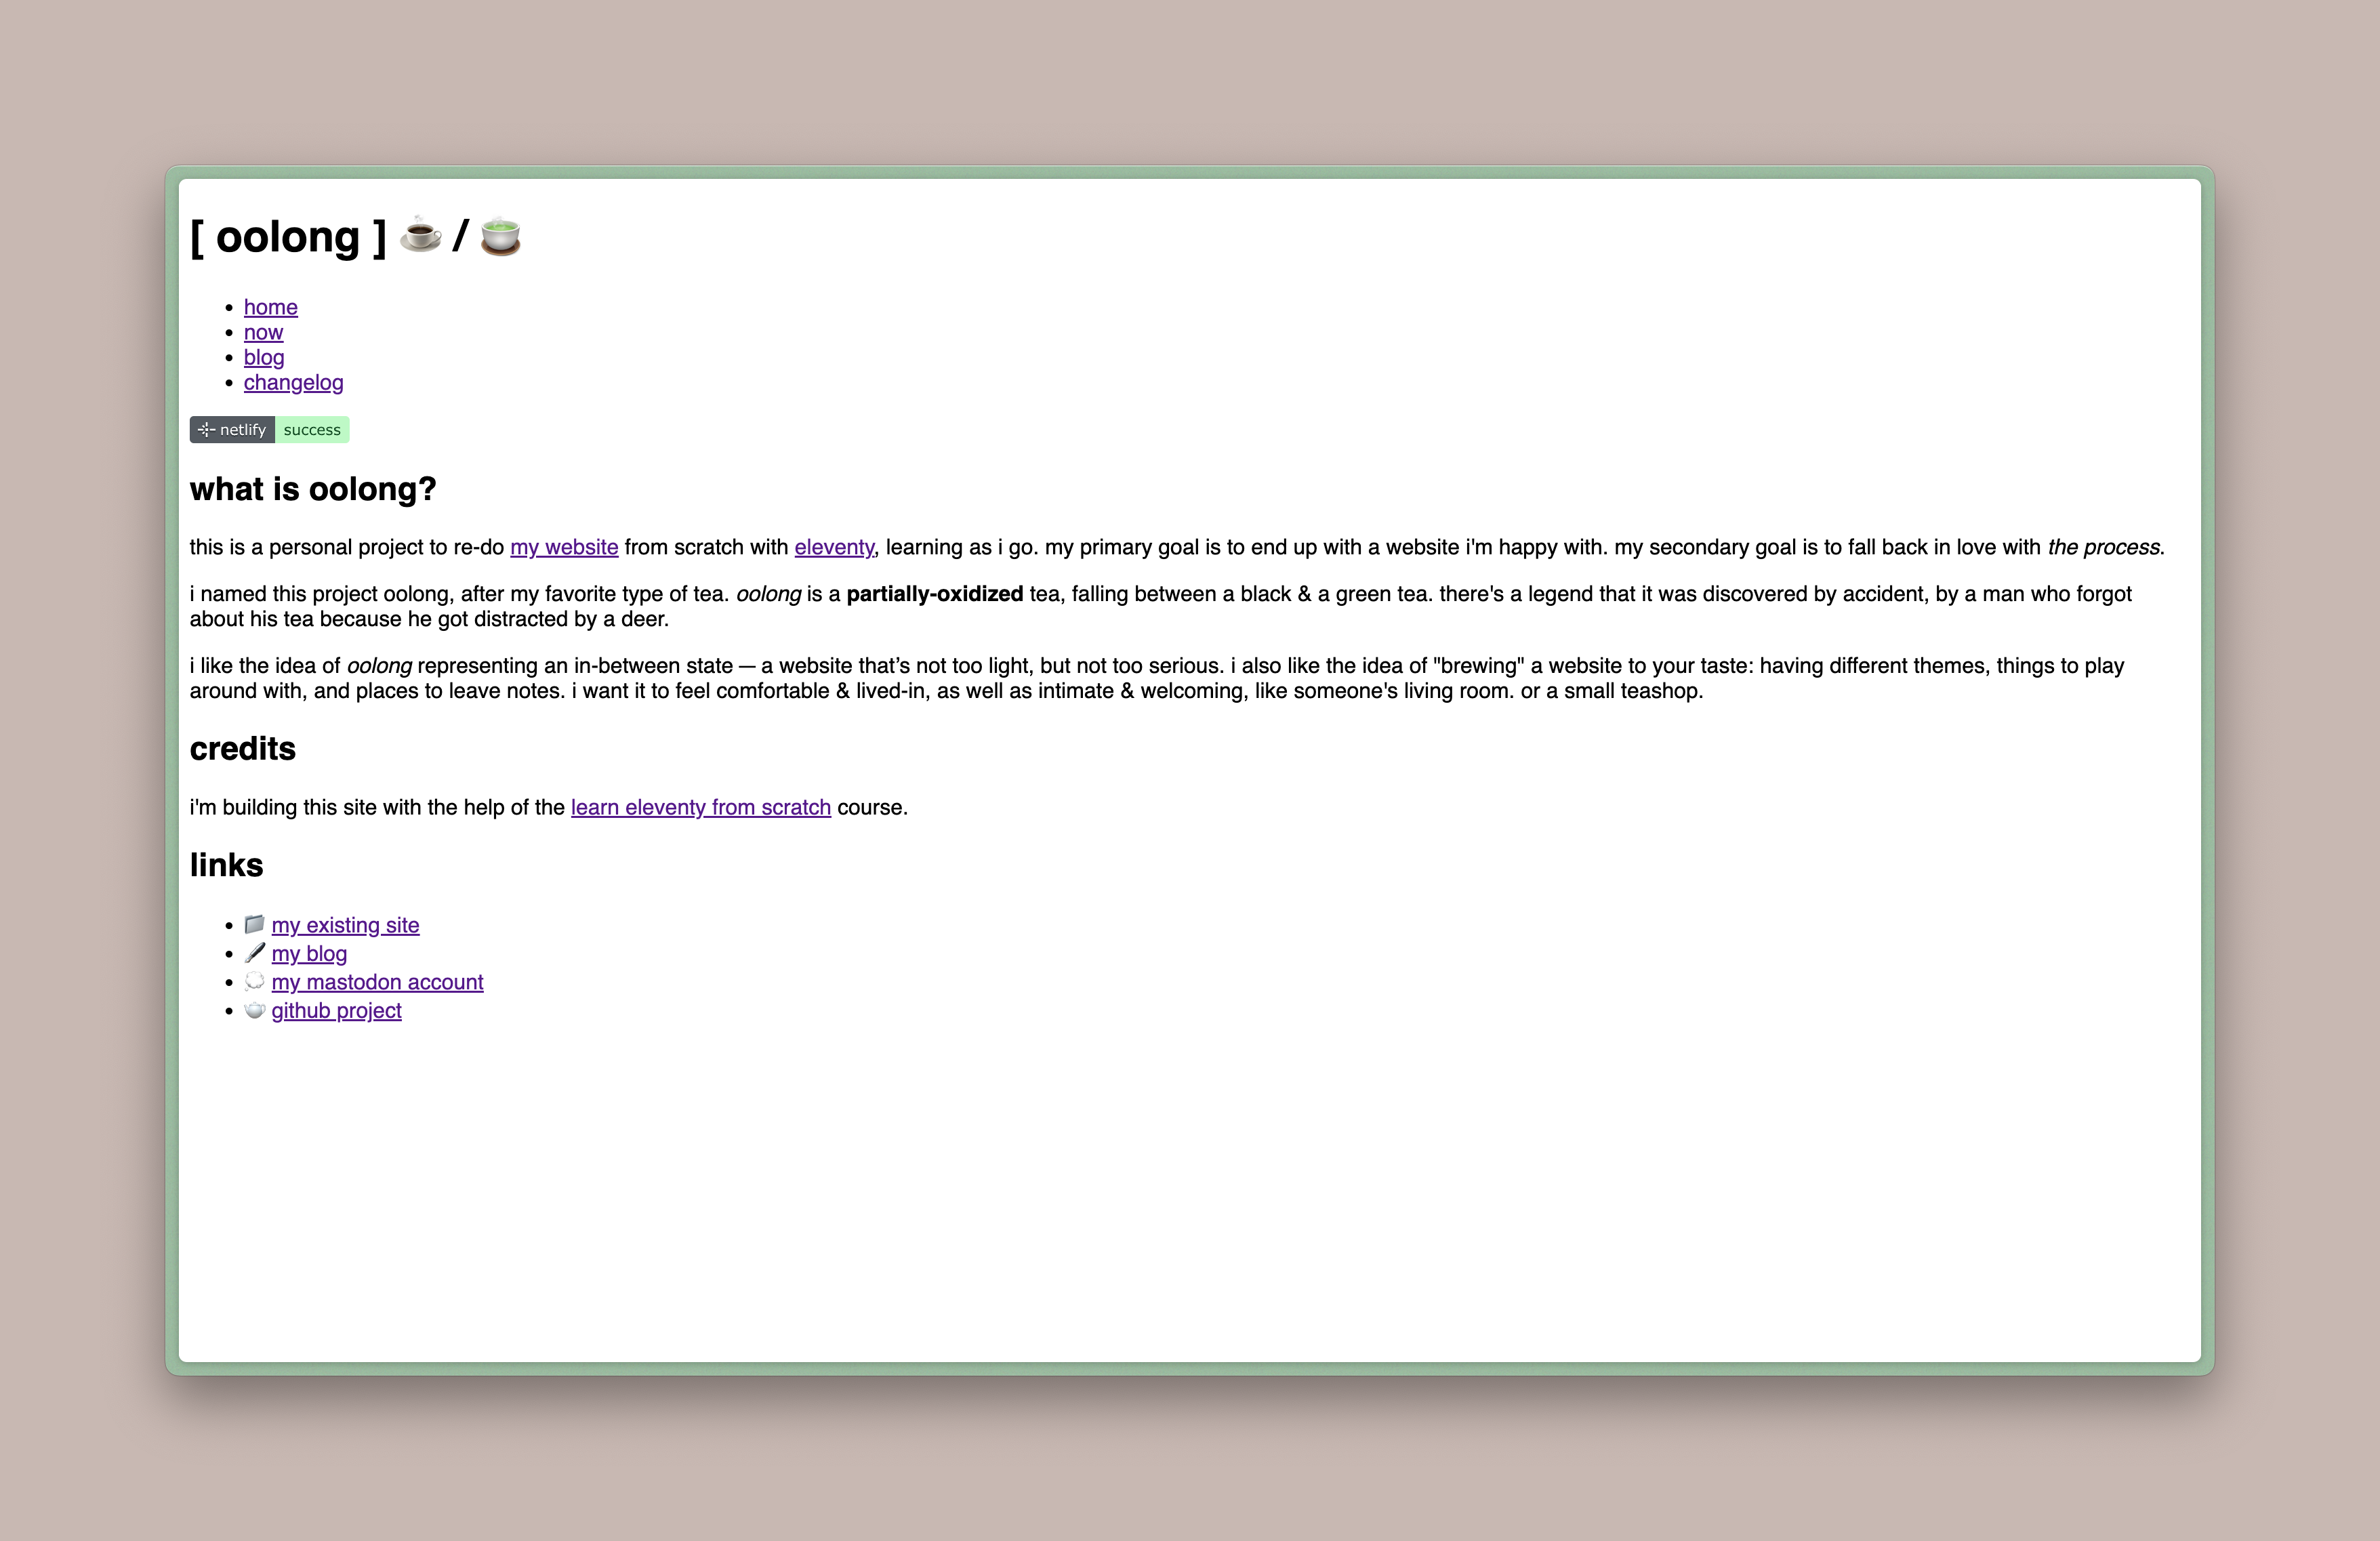 [ oolong ] ☕ / 🍵
home
now
blog
changelog
netlify success
what is oolong?
this is a personal project to re-do my website from scratch with eleventy, learning as i go. my primary goal is to end up with a website i'm happy with. my secondary goal is to fall back in love with the process.
i named this project oolong, after my favorite type of tea. oolong is a partially-oxidized tea, falling between a black & a green tea. there's a legend that it was discovered by accident, by a man who forgot
about his tea because he got distracted by a deer.
i like the idea of oolong representing an in-between state — a website that’s not too light, but not too serious. i also like the idea of "brewing" a website to your taste: having different themes, things to play
around with, and places to leave notes. i want it to feel comfortable & lived-in, as well as intimate & welcoming, like someone's living room. or a small teashop.
credits
i'm building this site with the help of the learn eleventy from scratch course.
links
my existing site
my blog
my mastodon account
github project